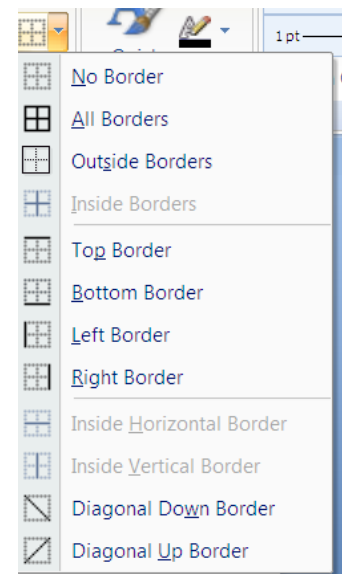 1 pt
No Border
All Borders
Outside Borders
Inside Borders
Top Border
Bottom Border
Left Border
Right Border
Inside Horizontal Border
Inside Vertical Border
Diagonal Down Border
Diagonal Up Border